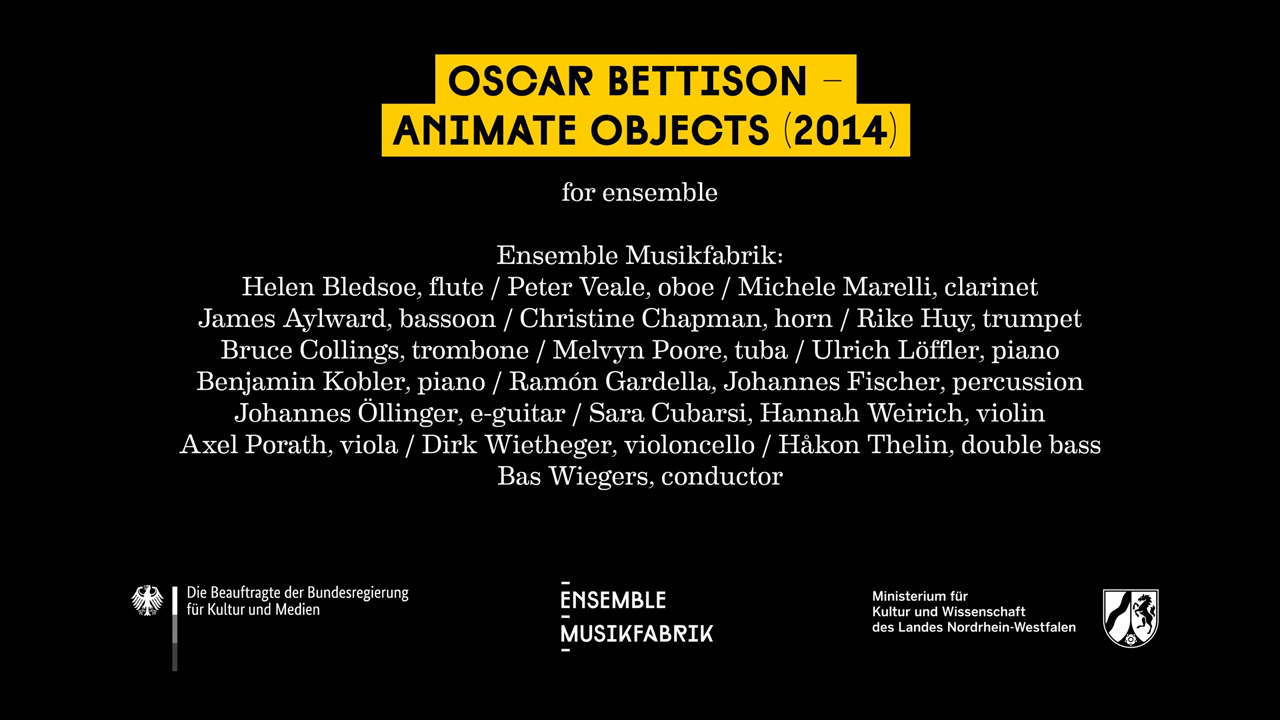 OSCAR BETTISON –
ANIMATE OBJECTS (2014)
for ensemble
Ensemble Musikfabrik:
Helen Bledsoe, flute / Peter Veale, oboe / Michele Marelli, clarinet
James Aylward, bassoon / Christine Chapman, horn / Rike Huy, trumpet
Bruce Collings, trombone / Melvyn Poore, tuba / Ulrich Löffler, piano
Benjamin Kobler, piano / Ramón Gardella, Johannes Fischer, percussion
Johannes Öllinger, e-guitar / Sara Cubarsi, Hannah Weirich, violin
Axel Porath, viola / Dirk Wietheger, violoncello / Håkon Thelin, double bass
Bas Wiegers, conductor
Die Beauftragte der Bundesregierung
für Kultur und Medien
ENSEMBLE
MUSIKFABRIK
Ministerium für
Kultur und Wissenschaft
des Landes Nordrhein-Westfalen